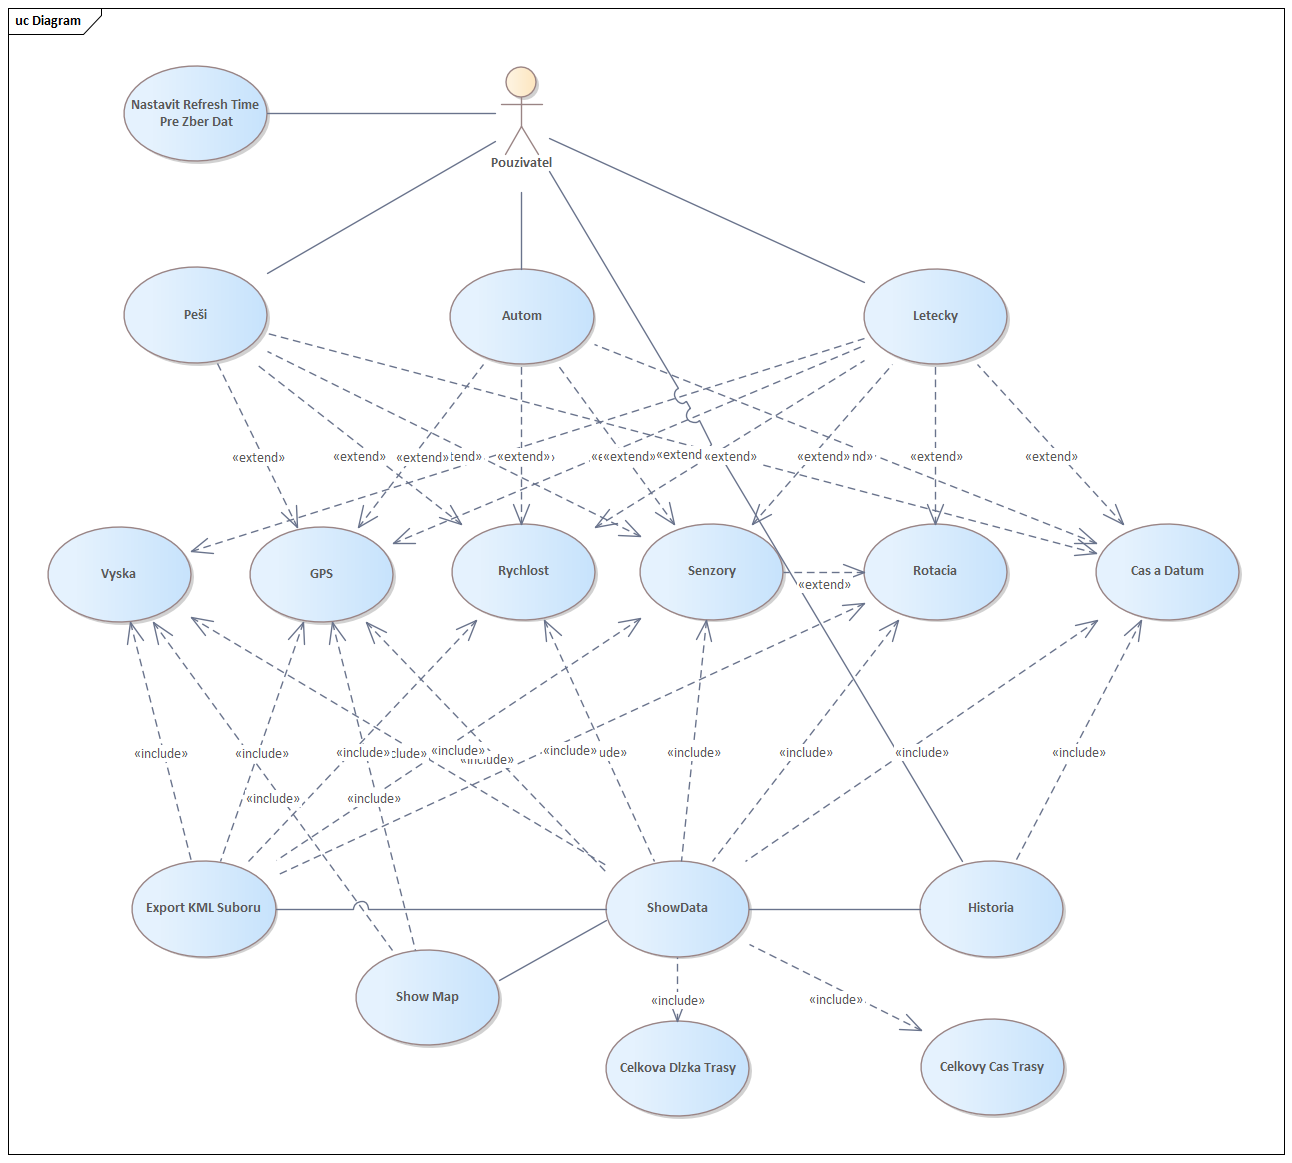 uc Diagram
Nastavit Refresh Time
Pre Zber Dat
Pouzivatel
Peši
Autom
Letecky
«extend»
«extend»
«extend»
tend»
«extend»
«extend»
«extend
«extend»
«extend»
nd»
«extend»
«extend»
Vyska
GPS
Rychlost
Senzory
Rotacia
Cas a Datum
«extend»
«include»
«include»
«include»
clude»
«include»
«include»
«include»
ude»
«include»
«include»
«include»
«include»
«include»
«include»
Export KML Suboru
ShowData
Historia
Show Map
«include»
«include»
Celkova Dlzka Trasy
Celkovy Cas Trasy